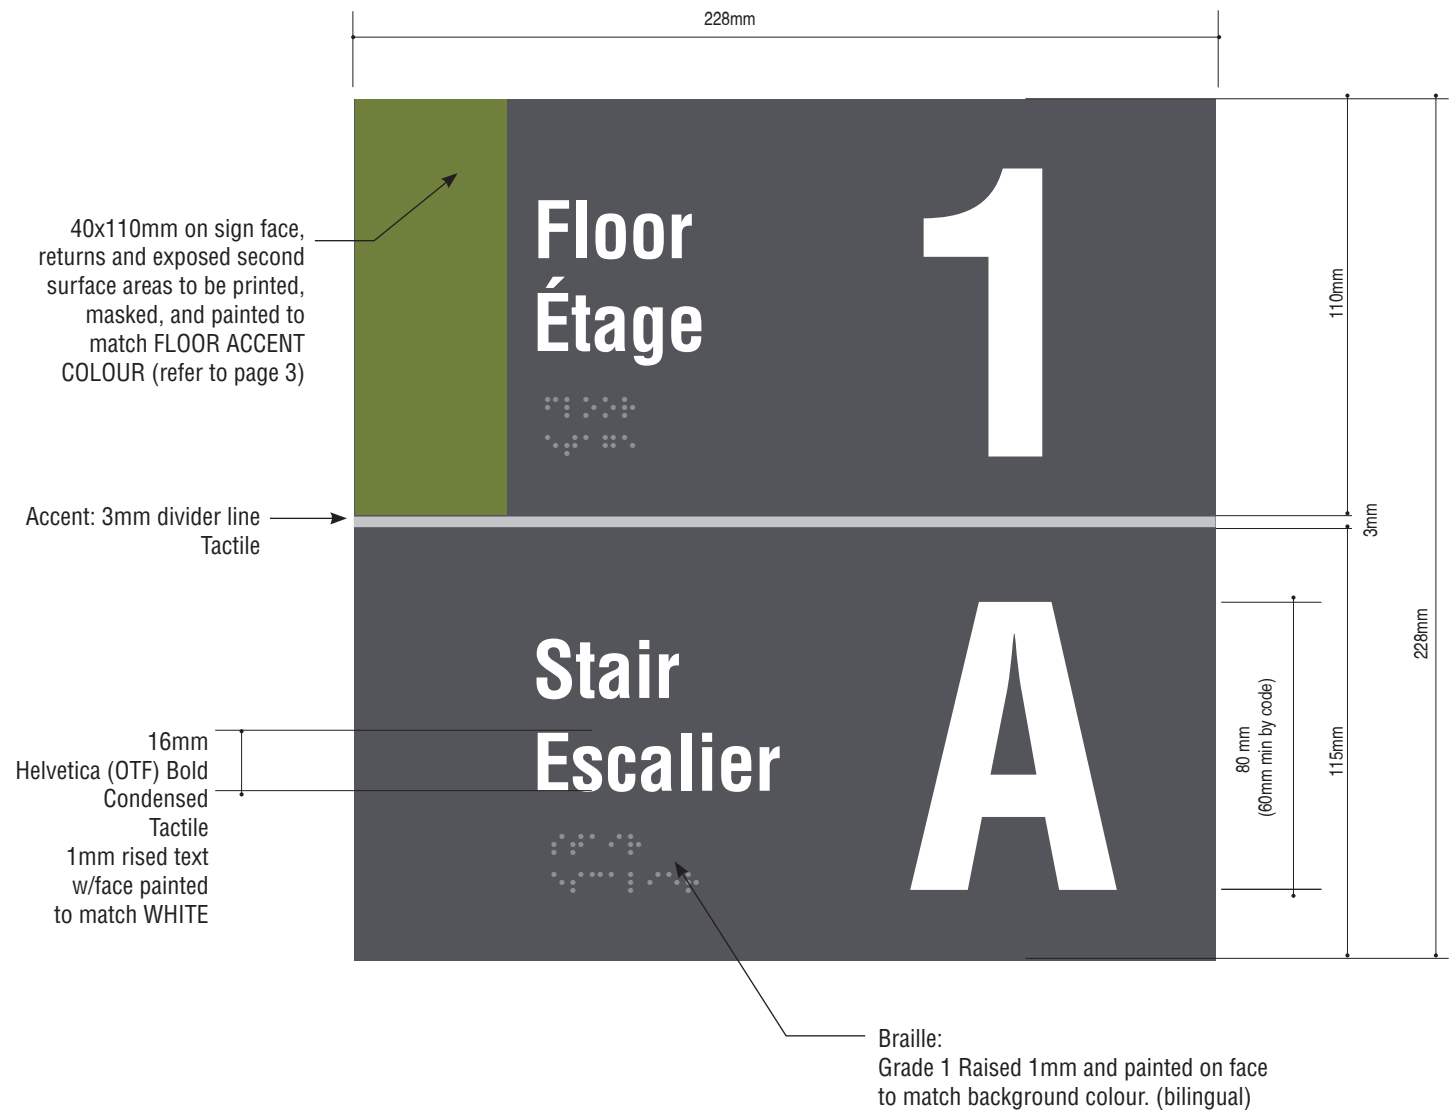 228mm
40x110mm on sign face,
returns and exposed second
surface areas to be printed,
masked, and painted to
match FLOOR ACCENT
COLOUR (refer to page 3)
Floor
Étage
1
110mm
Accent: 3mm divider line
Tactile
3mm
228mm
Stair
Escalier
A
80 mm
(60mm min by code)
115mm
16mm
Helvetica (OTF) Bold
Condensed
Tactile
1mm rised text
w/face painted
to match WHITE
Braille:
Grade 1 Raised 1mm and painted on face
to match background colour. (bilingual)